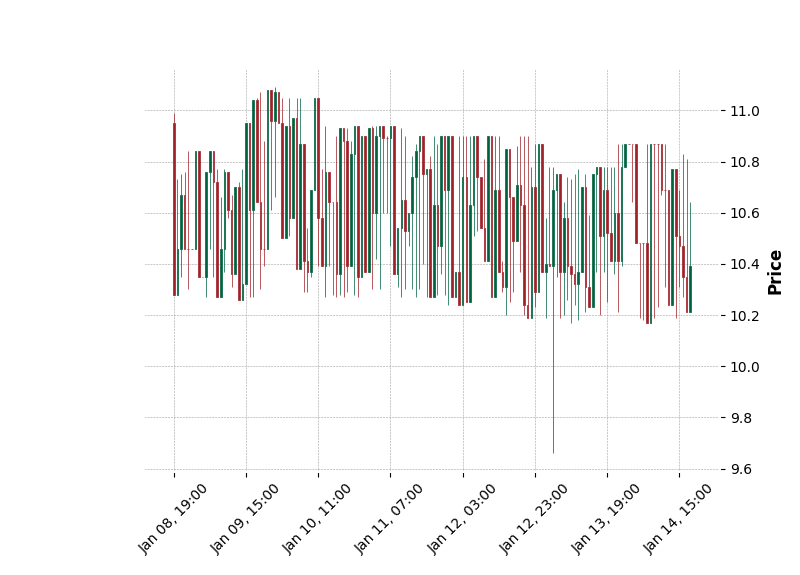 11.0
10.8
10.6
10.4
10.2
10.0
9.8
9.6
Price
Jan 08, 19:00
Jan 09, 15:00
Jan 10, 11:00
Jan 11, 07:00
Jan 12, 03:00
Jan 12, 23:00
Jan 13, 19:00
Jan 14, 15:00